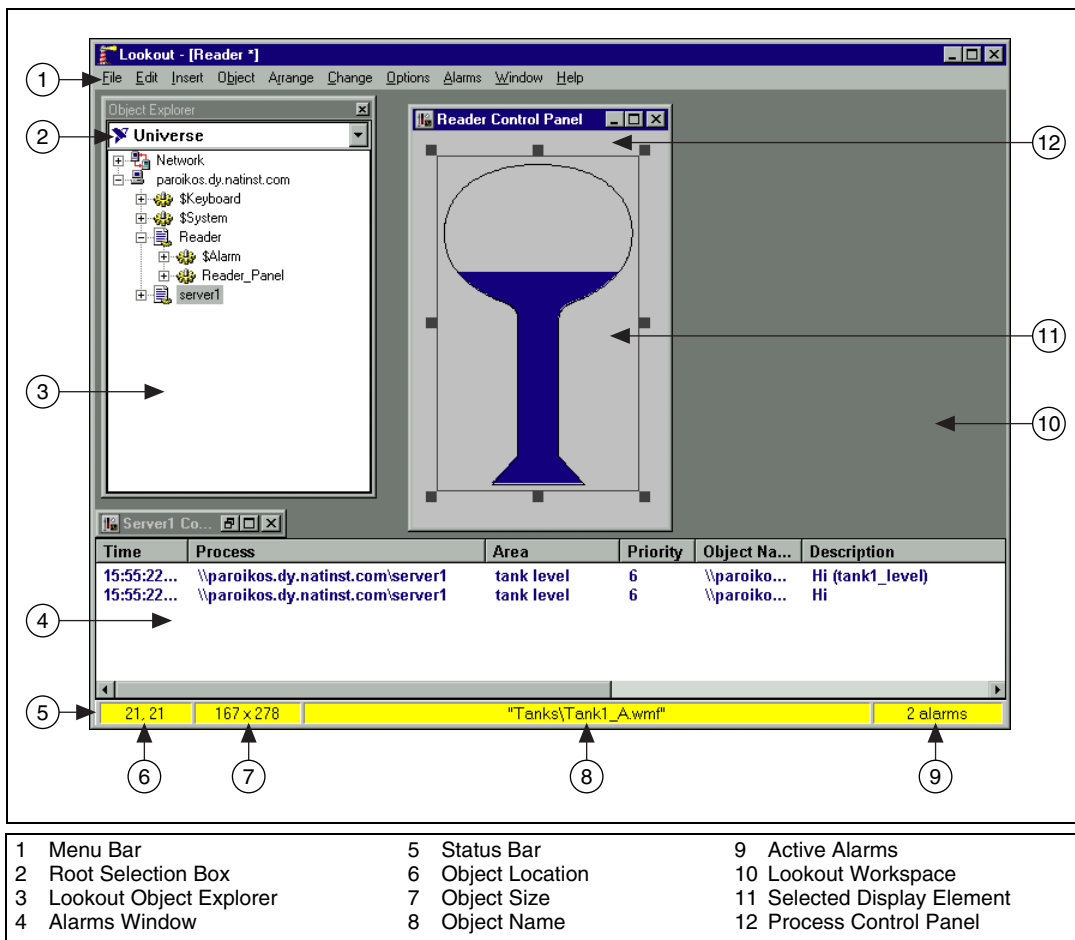 Lookout - [Reader *]
File Edit Insert Object Arrange Change Options Alarms Window Help
1
Object Explorer
Universe
2
Network
paroikos.dy.natinst.com
$Keyboard
$System
Reader
$Alarm
Reader_Panel
server1
3
Reader Control Panel
12
11
10
Server1 Co...
Time Process Area Priority Object Na... Description
15:55:22... \\paroikos.dy.natinst.com\server1 tank level 6 \\paroiko... Hi (tank1_level)
15:55:22... \\paroikos.dy.natinst.com\server1 tank level 6 \\paroiko... Hi
4
5
21, 21 167 x 278 "Tanks\Tank1_A.wmf" 2 alarms
6 7 8 9
1 Menu Bar
2 Root Selection Box
3 Lookout Object Explorer
4 Alarms Window
5 Status Bar
6 Object Location
7 Object Size
8 Object Name
9 Active Alarms
10 Lookout Workspace
11 Selected Display Element
12 Process Control Panel